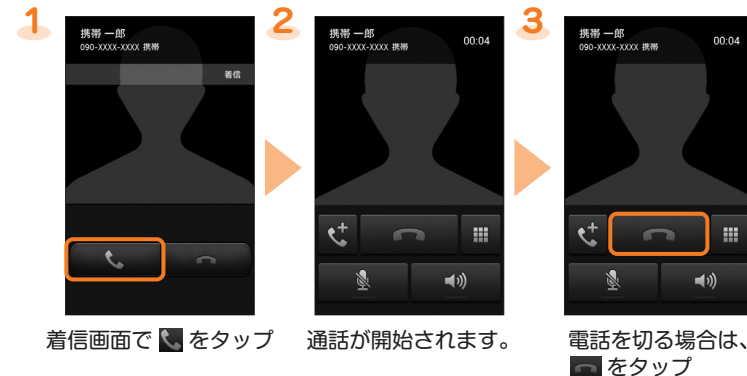 1
携帯 一郎
090-XXXX-XXXX 携帯
着信
着信画面で をタップ
2
携帯 一郎
090-XXXX-XXXX 携帯
00:04
通話が開始されます。
3
携帯 一郎
090-XXXX-XXXX 携帯
00:04
電話を切る場合は、
をタップ